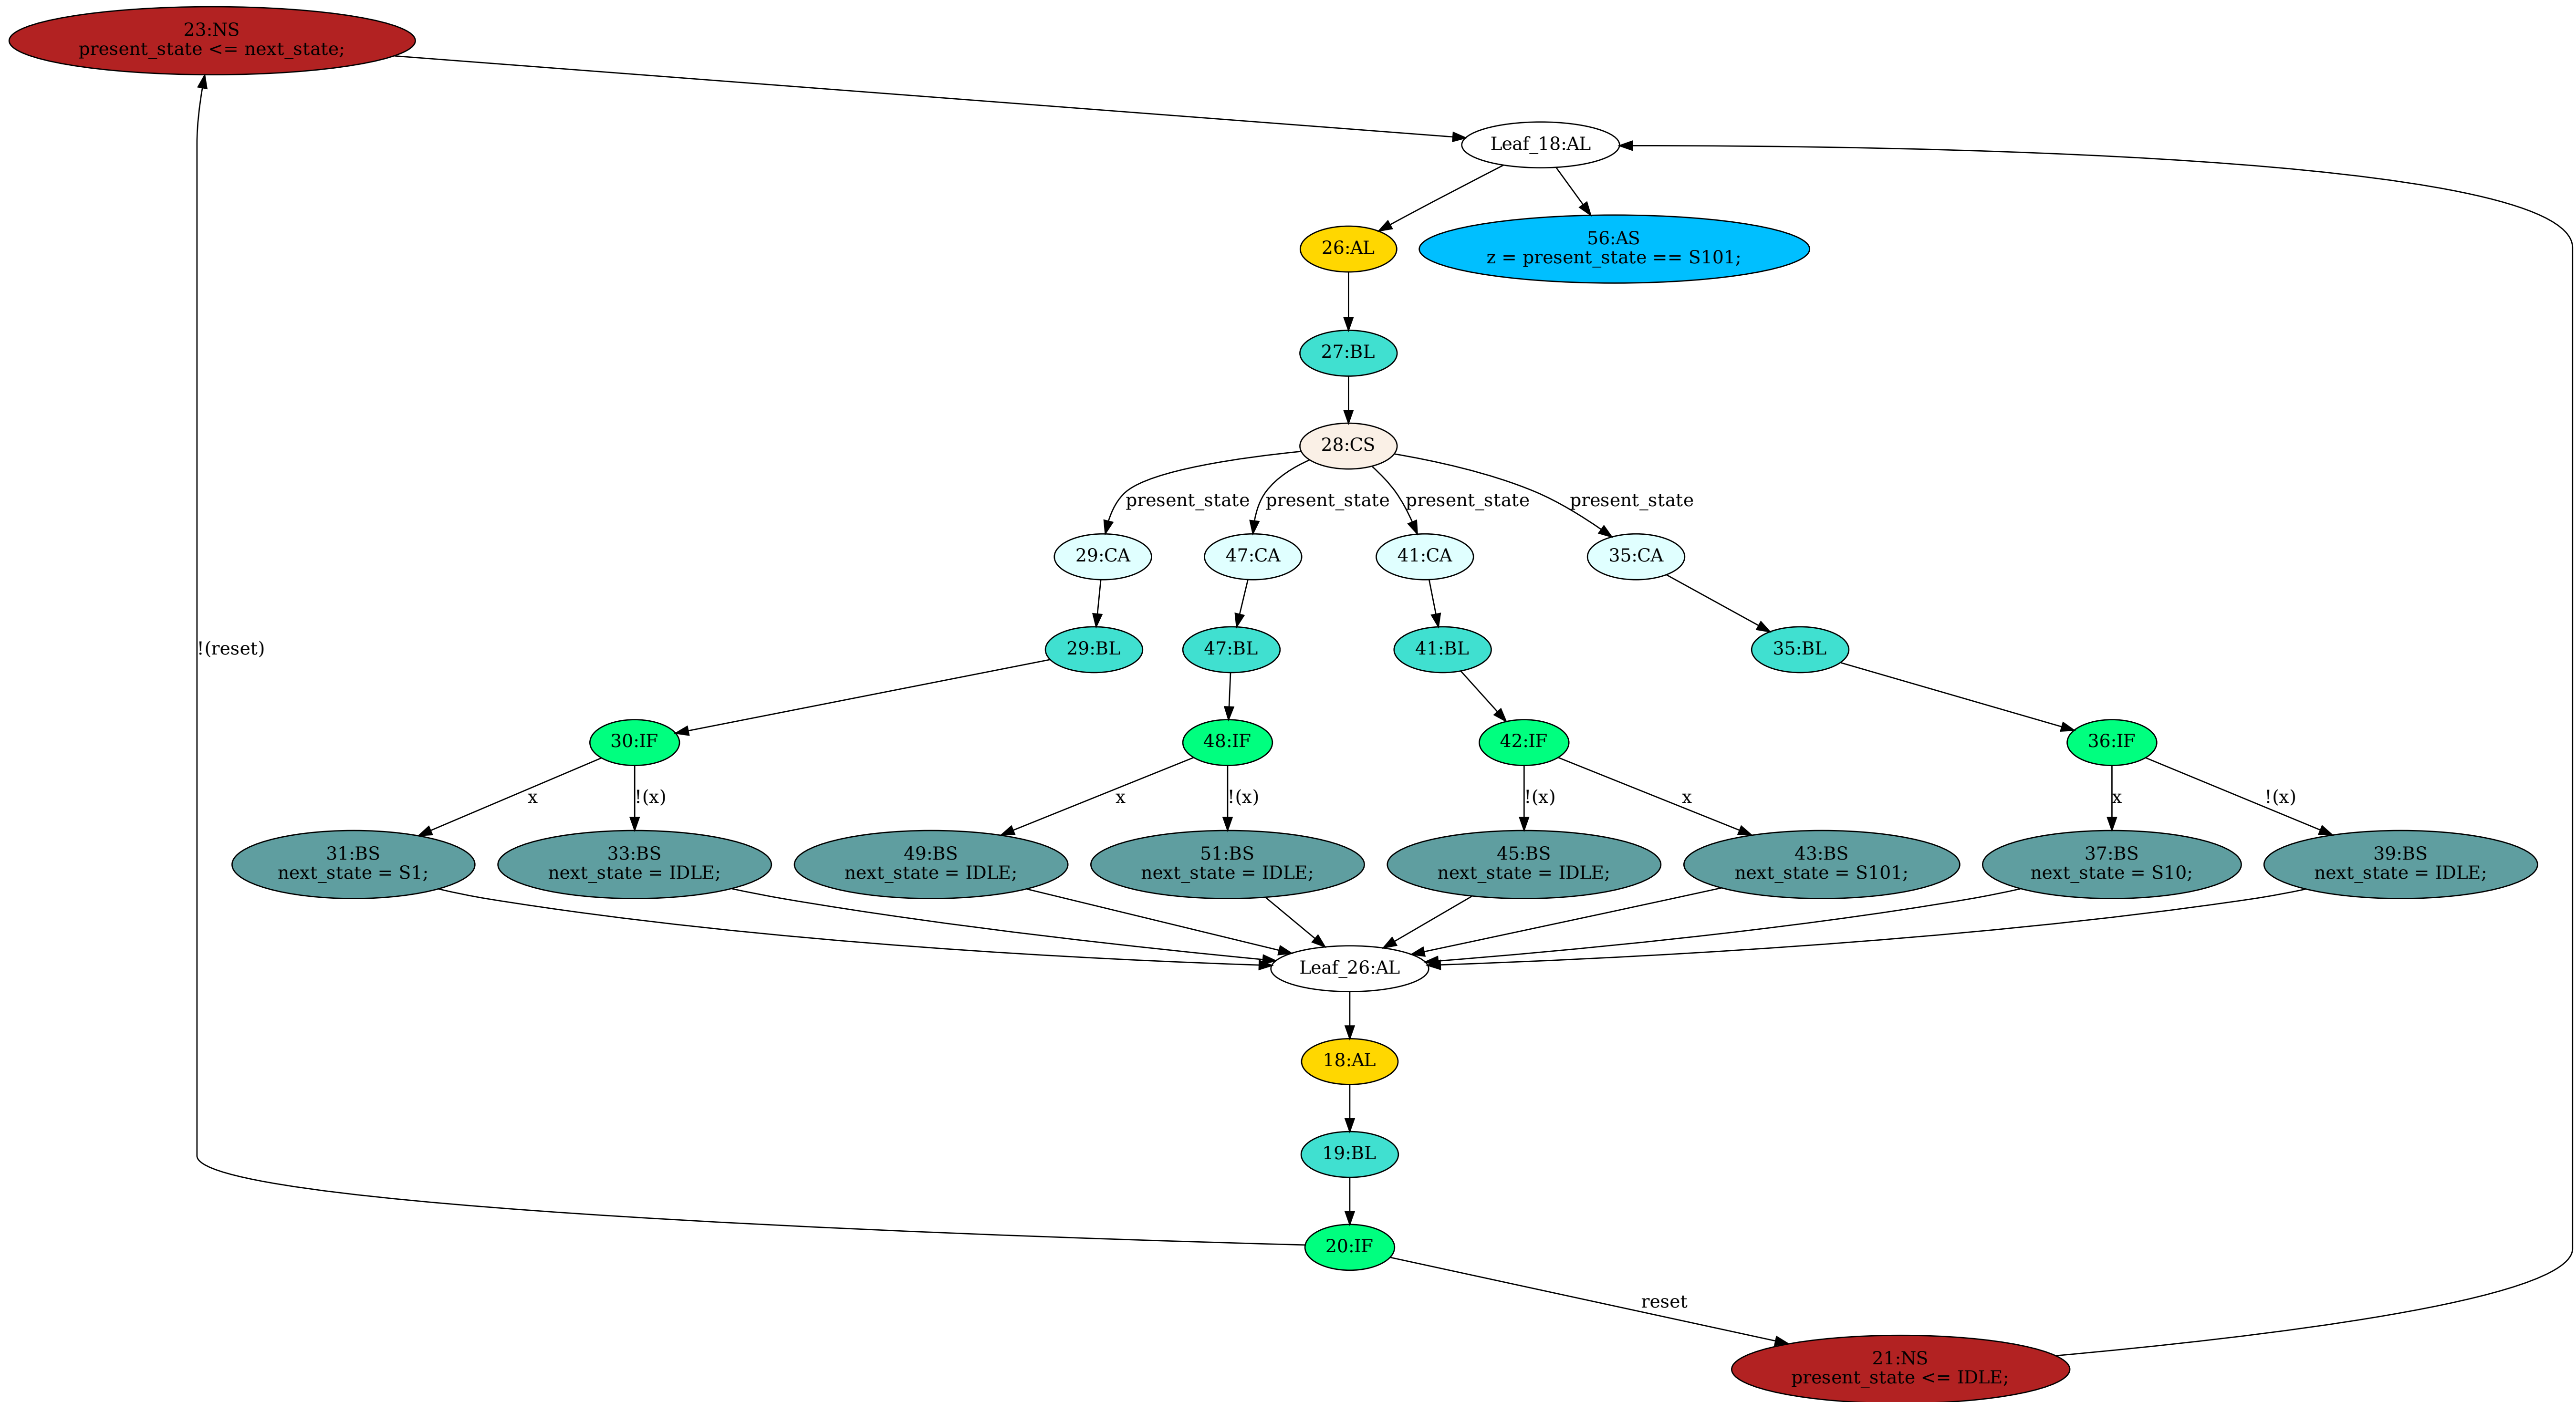 23:NS
present_state <= next_state;
Leaf_18:AL
26:AL
56:AS
z = present_state == S101;
27:BL
28:CS
present_state
present_state
present_state
present_state
29:CA
47:CA
41:CA
35:CA
!(reset)
29:BL
47:BL
41:BL
35:BL
30:IF
48:IF
42:IF
36:IF
x
!(x)
x
!(x)
!(x)
x
x
!(x)
31:BS
next_state = S1;
33:BS
next_state = IDLE;
49:BS
next_state = IDLE;
51:BS
next_state = IDLE;
45:BS
next_state = IDLE;
43:BS
next_state = S101;
37:BS
next_state = S10;
39:BS
next_state = IDLE;
Leaf_26:AL
18:AL
19:BL
20:IF
reset
21:NS
present_state <= IDLE;